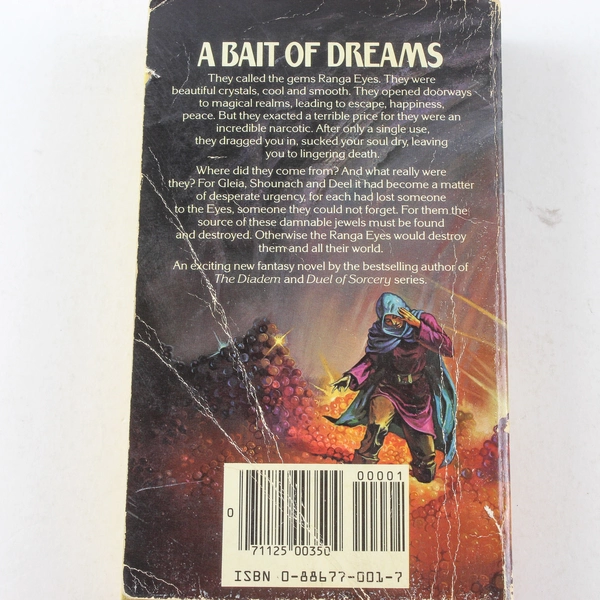 A BAIT OF DREAMS
They called the gems Ranga Eyes. They were
beautiful crystals, cool and smooth. They opened doorways
to magical realms, leading to escape, happiness,
peace. But they exacted a terrible price for they were an
incredible narcotic. After only a single use,
they dragged you in, sucked your soul dry, leaving
you to lingering death.
Where did they come from? And what really were
they? For Gleia, Shounach and Deel it had become a matter
of desperate urgency, for each had lost someone
to the Eyes, someone they could not forget. For them the
source of these damnable jewels must be found
and destroyed. Otherwise the Ranga Eyes would destroy
them and all their world.
An exciting new fantasy novel by the bestselling author of
The Diadem and Duel of Sorcery series.
00001
0
71125 00350
ISBN 0-88677-001-7